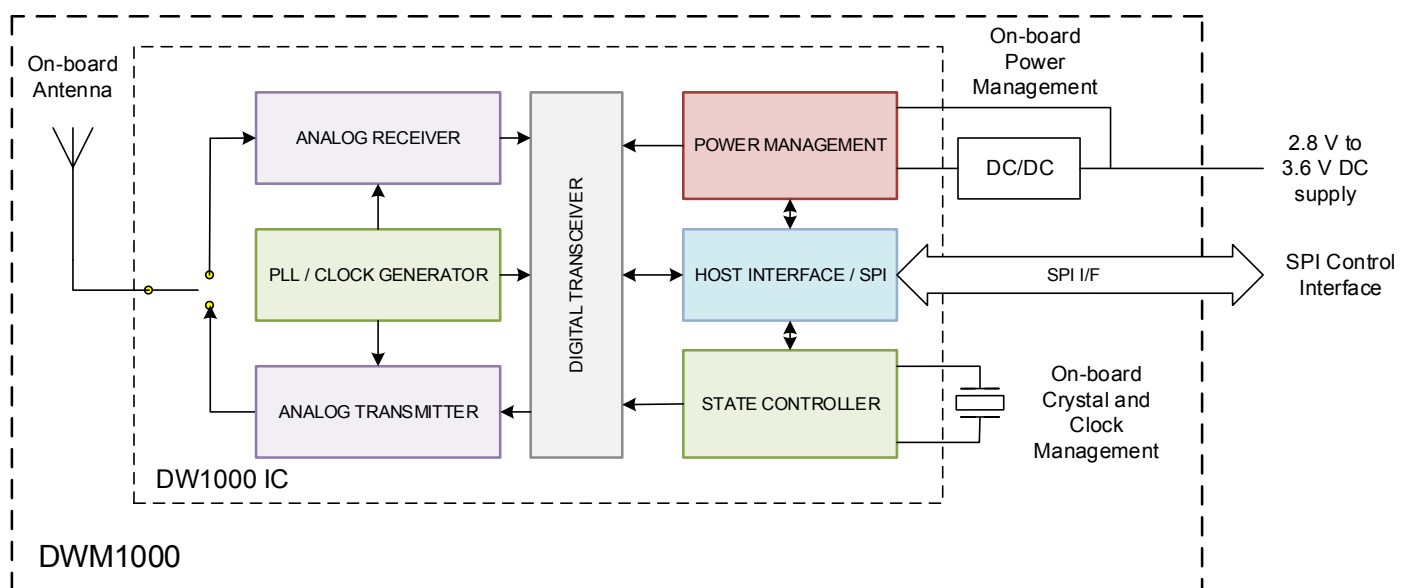 On-board
Antenna
ANALOG RECEIVER
PLL / CLOCK GENERATOR
ANALOG TRANSMITTER
DIGITAL TRANSCEIVER
POWER MANAGEMENT
HOST INTERFACE / SPI
STATE CONTROLLER
On-board
Power
Management
DC/DC
2.8 V to
3.6 V DC
supply
SPI I/F
SPI Control
Interface
On-board
Crystal and
Clock
Management
DW1000 IC
DWM1000